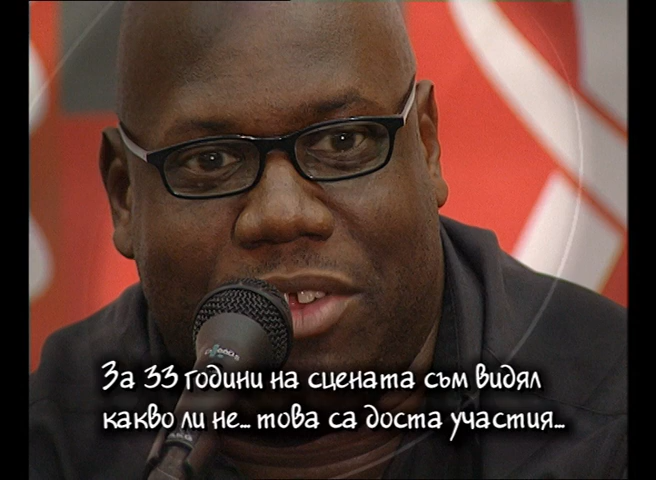 За 33 години на сцената съм видял
какво ли не... това са доста участия...